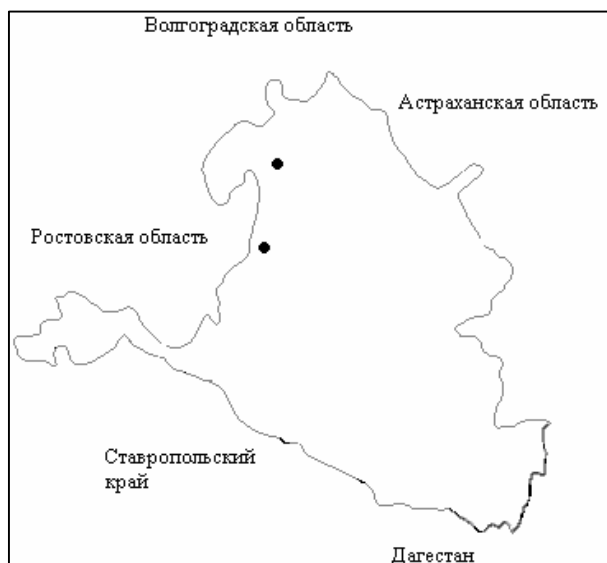 Волгоградская область
Астраханская область
Ростовская область
Ставропольский
край
Дагестан